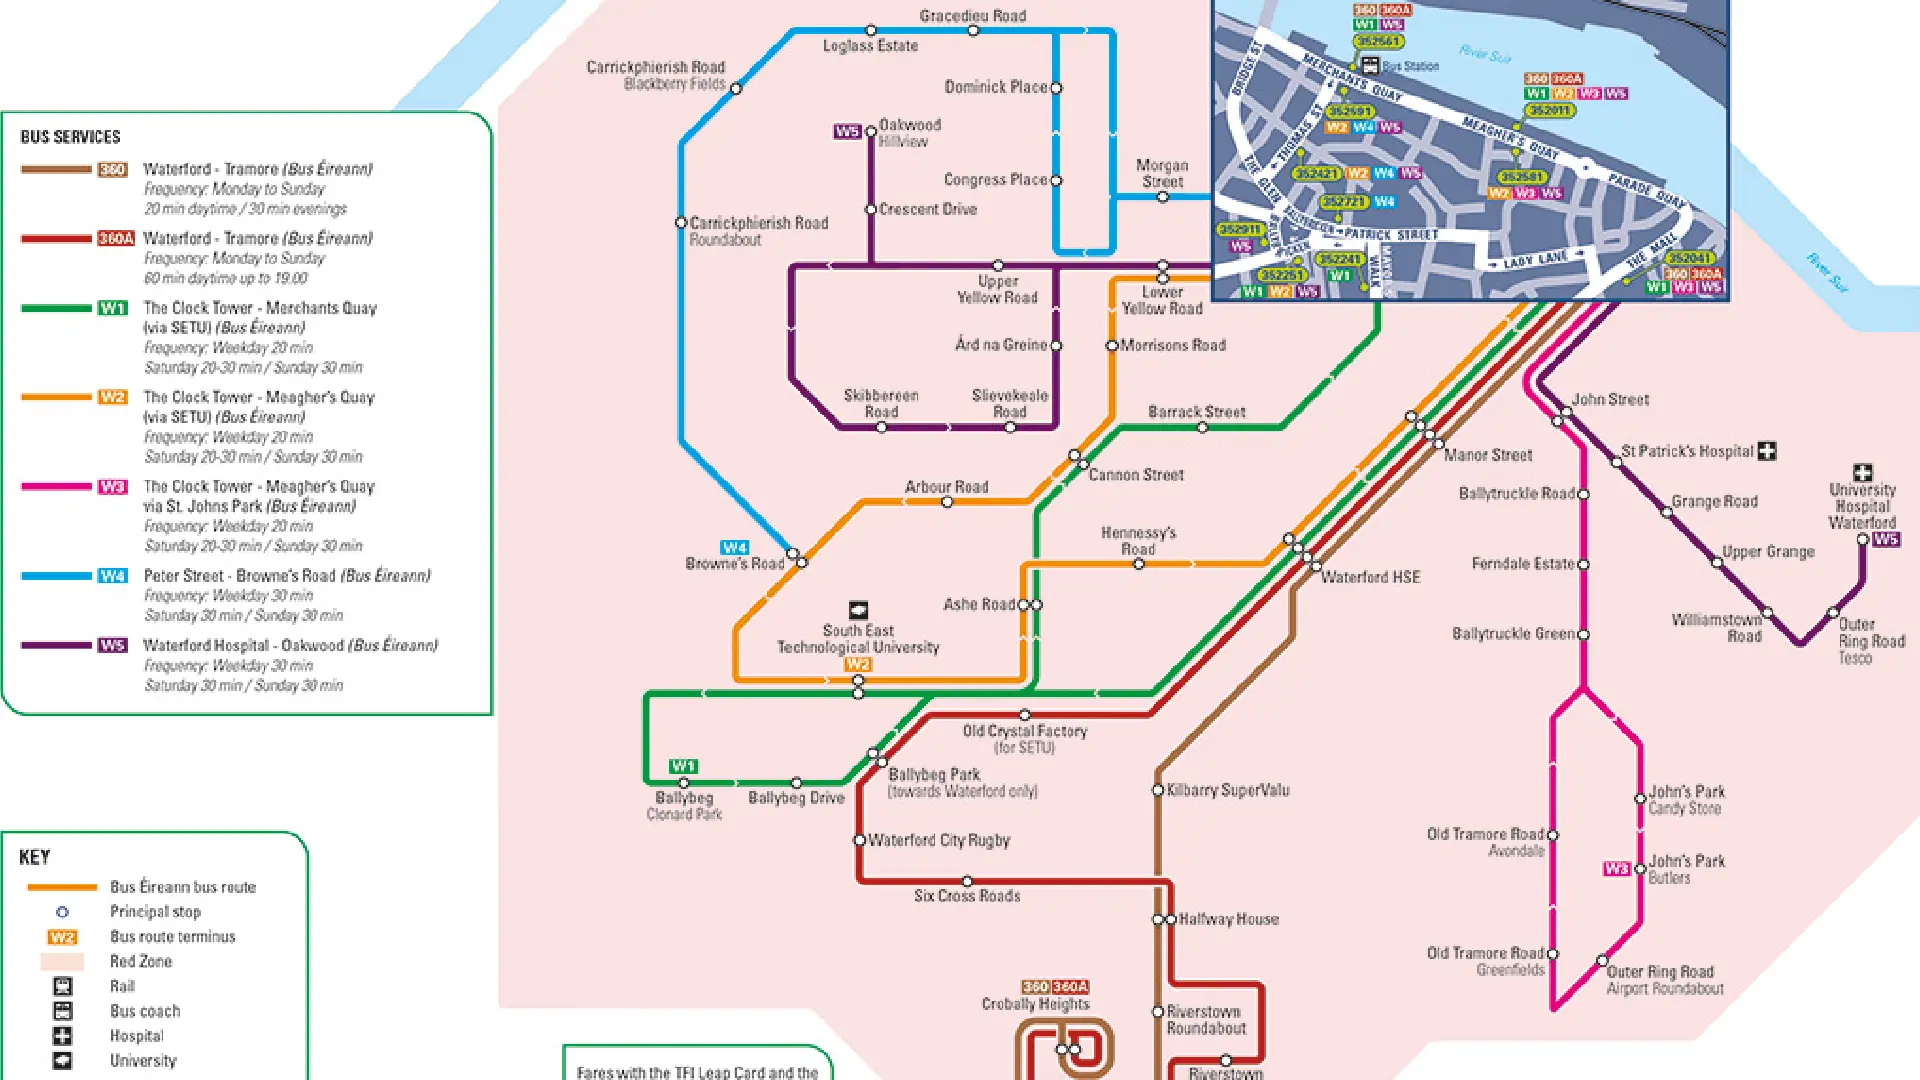 BUS SERVICES
360 Waterford - Tramore (Bus Éireann)
Frequency: Monday to Sunday
20 min daytime / 30 min evenings
360A Waterford - Tramore (Bus Éireann)
Frequency: Monday to Sunday
60 min daytime up to 19.00
W1 The Clock Tower - Merchants Quay
(via SETU) (Bus Éireann)
Frequency: Weekday 20 min
Saturday 20-30 min / Sunday 30 min
W2 The Clock Tower - Meagher's Quay
(via SETU) (Bus Éireann)
Frequency: Weekday 20 min
Saturday 20-30 min / Sunday 30 min
W3 The Clock Tower - Meagher's Quay
via St. Johns Park (Bus Éireann)
Frequency: Weekday 20 min
Saturday 20-30 min / Sunday 30 min
W4 Peter Street - Browne's Road (Bus Éireann)
Frequency: Weekday 30 min
Saturday 30 min / Sunday 30 min
W5 Waterford Hospital - Oakwood (Bus Éireann)
Frequency: Weekday 30 min
Saturday 30 min / Sunday 30 min
KEY
Bus Éireann bus route
Principal stop
W2 Bus route terminus
Red Zone
Rail
Bus coach
Hospital
University
Gracedieu Road
Loglass Estate
Carrickphierish Road
Blackberry Fields
Dominick Place
W5 Oakwood
Hillview
Morgan
Street
Congress Place
Crescent Drive
Carrickphierish Road
Roundabout
Upper
Yellow Road
Lower
Yellow Road
Árd na Greine
Morrisons Road
Skibbereen
Road
Slievekeale
Road
Barrack Street
Cannon Street
Arbour Road
W4
Browne's Road
Hennessy's
Road
Ashe Road
South East
Technological University
W2
Manor Street
Waterford HSE
Old Crystal Factory
(for SETU)
W1
Ballybeg
Clonard Park
Ballybeg Drive
Ballybeg Park
(towards Waterford only)
Kilbarry SuperValu
Waterford City Rugby
Six Cross Roads
Halfway House
360 360A
Crobally Heights
Riverstown
Roundabout
Riverstown
Fares with the TFI Leap Card and the
John Street
St Patrick's Hospital
Ballytruckle Road
Grange Road
University
Hospital
Waterford
W5
Upper Grange
Ferndale Estate
Ballytruckle Green
Williamstown
Road
Outer
Ring Road
Tesco
John's Park
Candy Store
Old Tramore Road
Avondale
W3 John's Park
Butlers
Old Tramore Road
Greenfields
Outer Ring Road
Airport Roundabout
River Suir
360 360A
W1 W5
352561
River Suir
Bus Station
BRIDGE ST
MERCHANTS QUAY
360 360A
W1 W2 W3 W5
352011
352591
W2 W4 W5
THOMAS ST
MEAGHER'S QUAY
352421 W2 W4 W5
352581
W2 W3 W5
THE GLEN
PARADE QUAY
352721 W4
352911
W5
PATRICK STREET
LADY LANE
THE MALL
352241
W1
352251
W1 W2 W5
352041
360 360A
W1 W3 W5